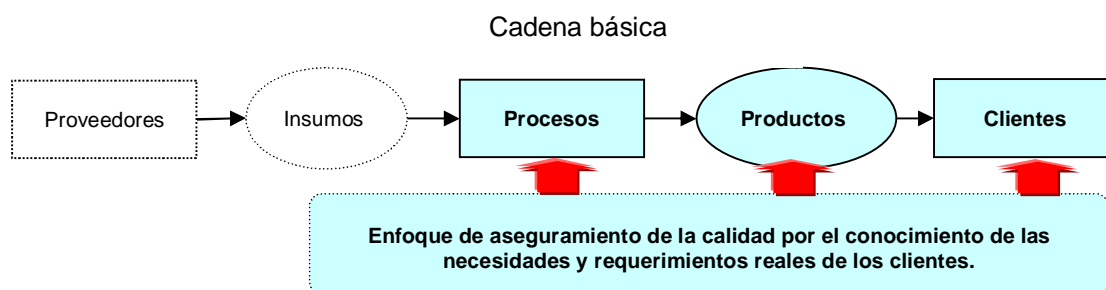 Cadena básica
Proveedores
Insumos
Procesos
Productos
Clientes
Enfoque de aseguramiento de la calidad por el conocimiento de las
necesidades y requerimientos reales de los clientes.